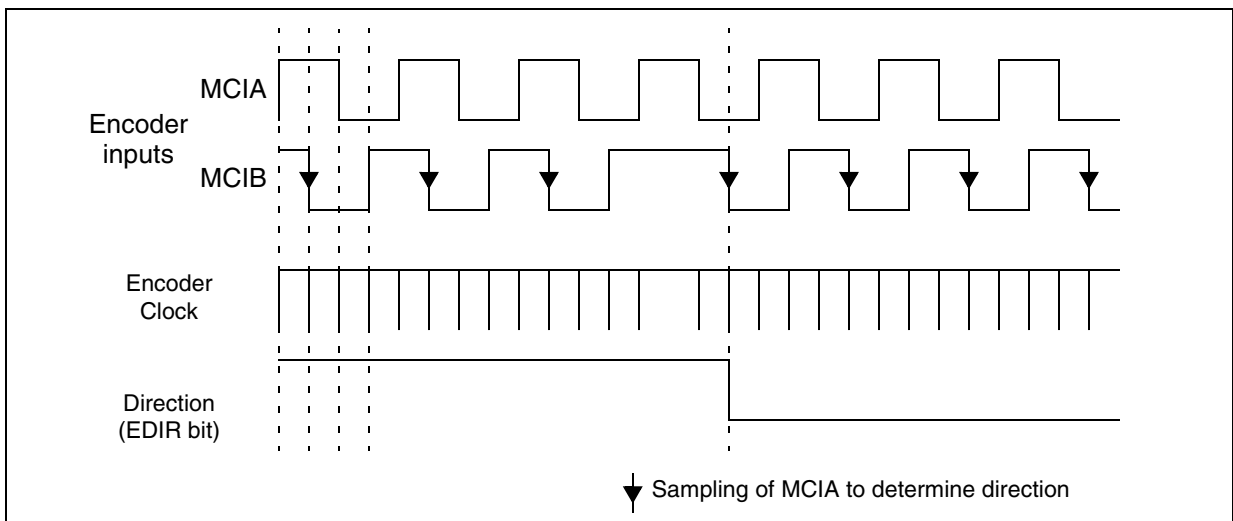 MCIA
Encoder
inputs
MCIB
Encoder
Clock
Direction
(EDIR bit)
Sampling of MCIA to determine direction